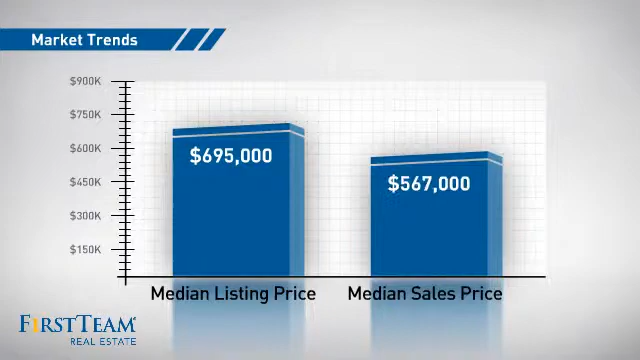 Market Trends
$900K
$750K
$600K
$450K
$300K
$150K
$695,000
$567,000
Median Listing Price
Median Sales Price
FIRSTTEAM®
REAL ESTATE